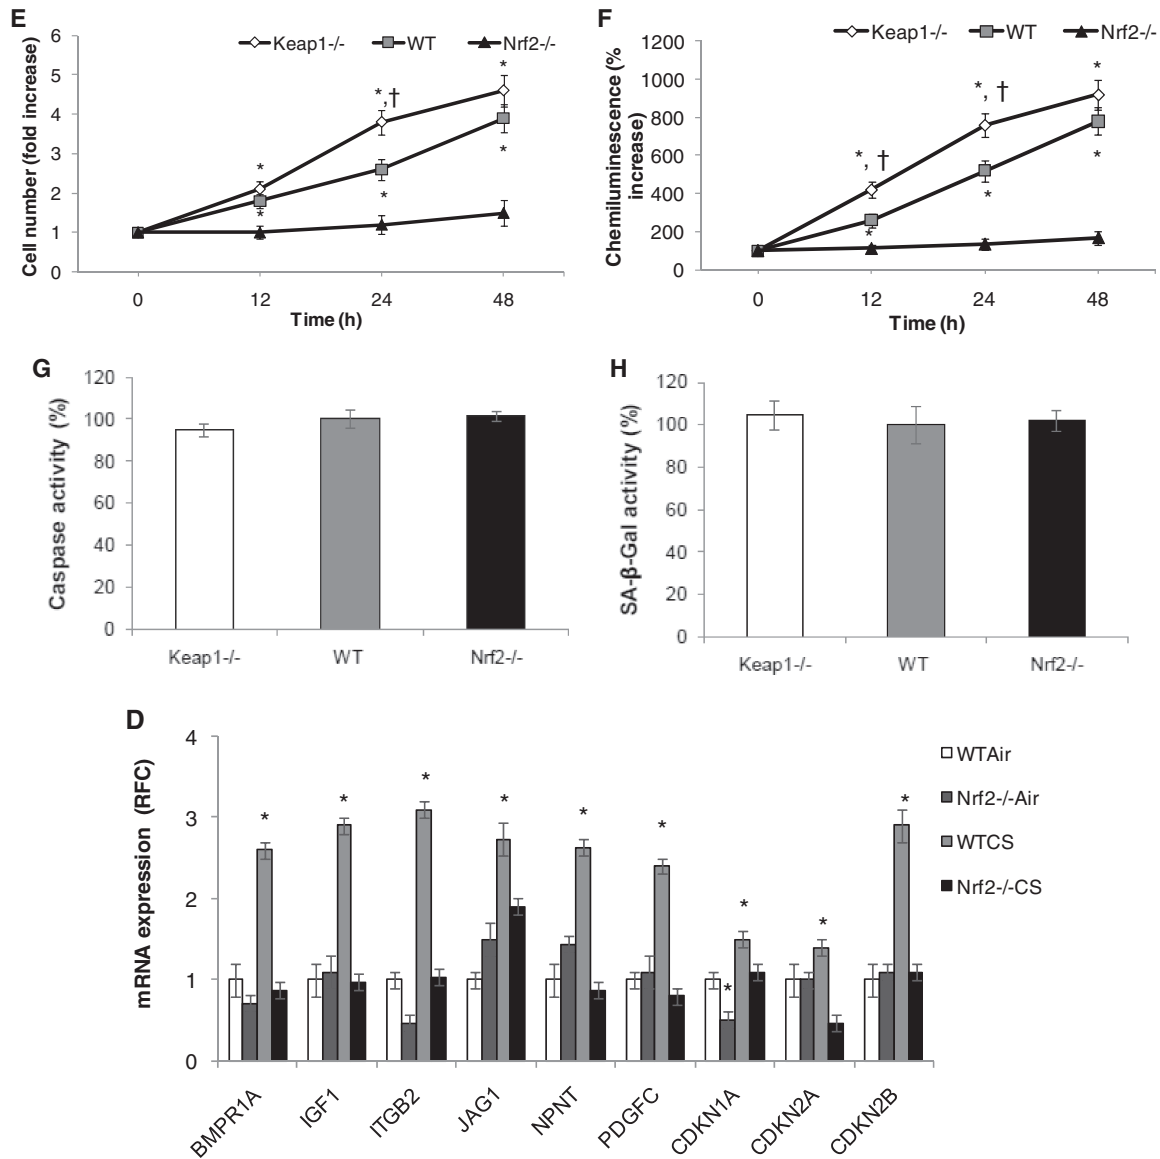 E
Cell number (fold increase)
6
5
4
3
2
1
0
Keap1-/- WT Nrf2-/-
*
*,†
*
*
*
*
0 12 24 48
Time (h)
F
Chemiluminescence (%
increase)
1200
1000
800
600
400
200
0
Keap1-/- WT Nrf2-/-
*
*, †
*, †
*
*
*
0 12 24 48
Time (h)
G
Caspase activity (%)
120
100
80
60
40
20
0
Keap1-/- WT Nrf2-/-
H
SA-β-Gal activity (%)
120
100
80
60
40
20
0
Keap1-/- WT Nrf2-/-
D
mRNA expression (RFC)
4
3
2
1
0
* * * * * * * * * *
WTAir
Nrf2-/-Air
WTCS
Nrf2-/-CS
BMPR1A IGF1 ITGB2 JAG1 NPNT PDGFC CDKN1A CDKN2A CDKN2B